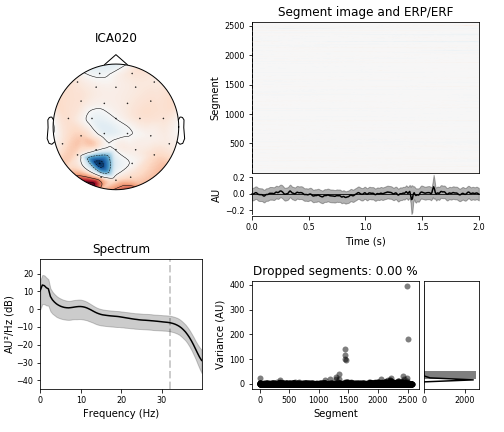 ICA020
Segment image and ERP/ERF
Segment
2500
2000
1500
1000
500
AU
0.2
0.0
−0.2
0.0 0.5 1.0 1.5 2.0
Time (s)
Spectrum
AU²/Hz (dB)
20
10
0
−10
−20
−30
−40
0 10 20 30
Frequency (Hz)
Dropped segments: 0.00 %
Variance (AU)
400
300
200
100
0
0 500 1000 1500 2000 2500
Segment
0 2000